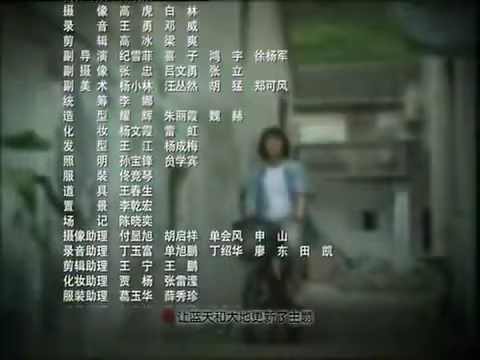 摄 像 高 虎 白 林
录 音 王 勇 邓 威
剪 辑 高 冰 梁 爽
副 导 演 纪雪菲 喜 子 鸿 宇 徐杨军
副 摄 像 张 忠 吕文勇 张 立
副 美 术 杨小林 汪丛然 胡 猛 郑可风
统 筹 李 娜
造 型 耀 辉 朱丽霞 魏 赫
化 妆 杨文霞 雷 虹
发 型 王 江 杨成梅
照 明 孙宝锋 贠学宾
服 装 佟竞琴
道 具 王春生
置 景 李乾宏
场 记 陈晓奕
摄像助理 付显旭 胡启祥 单会风 申 山
录音助理 丁玉富 单旭鹏 丁绍华 廖 东 田 凯
剪辑助理 王 宁 王 鹏
化妆助理 贾 杨 张雷滢
服装助理 葛玉华 薛秀珍
让蓝天和大地更新了主题